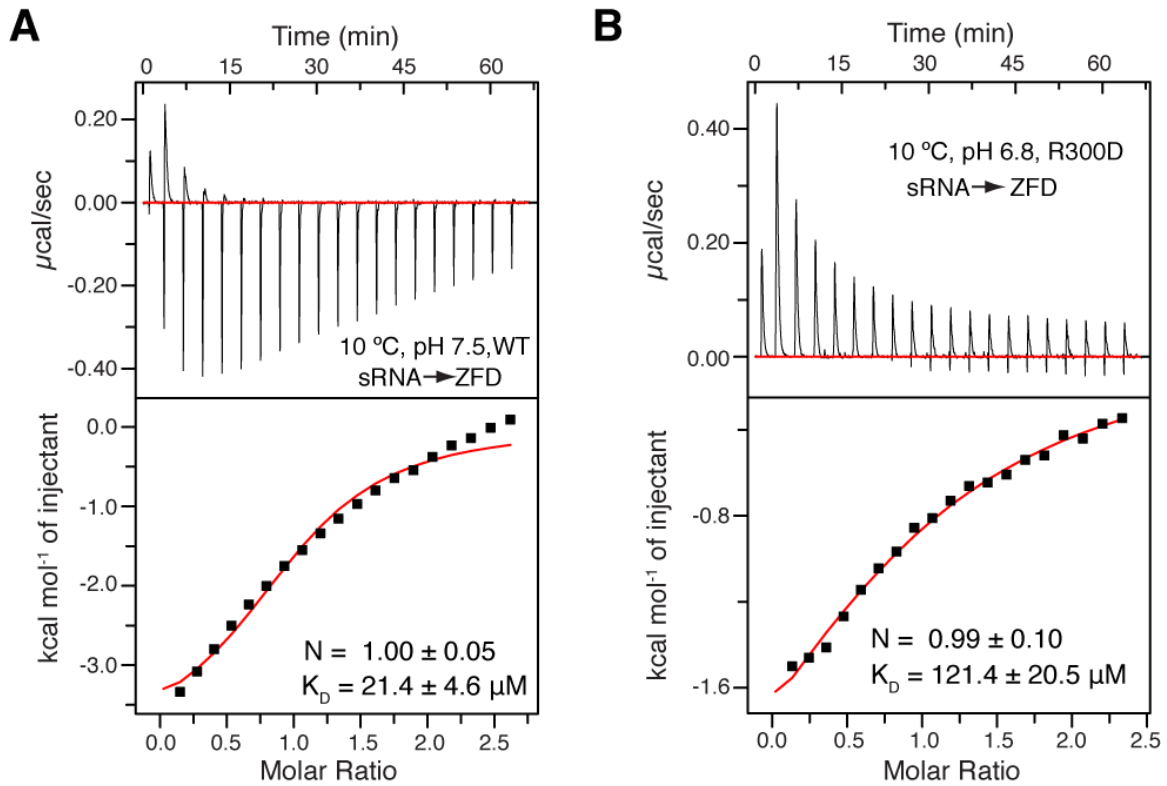 A
Time (min)
0 15 30 45 60
0.20
0.00
-0.20
-0.40
µcal/sec
10 ºC, pH 7.5,WT
sRNA→ZFD
0.0
-1.0
-2.0
-3.0
kcal mol⁻¹ of injectant
N = 1.00 ± 0.05
K_D = 21.4 ± 4.6 µM
0.0 0.5 1.0 1.5 2.0 2.5
Molar Ratio
B
Time (min)
0 15 30 45 60
0.40
0.20
0.00
µcal/sec
10 ºC, pH 6.8, R300D
sRNA→ZFD
-0.8
-1.6
kcal mol⁻¹ of injectant
N = 0.99 ± 0.10
K_D = 121.4 ± 20.5 µM
0.0 0.5 1.0 1.5 2.0 2.5
Molar Ratio